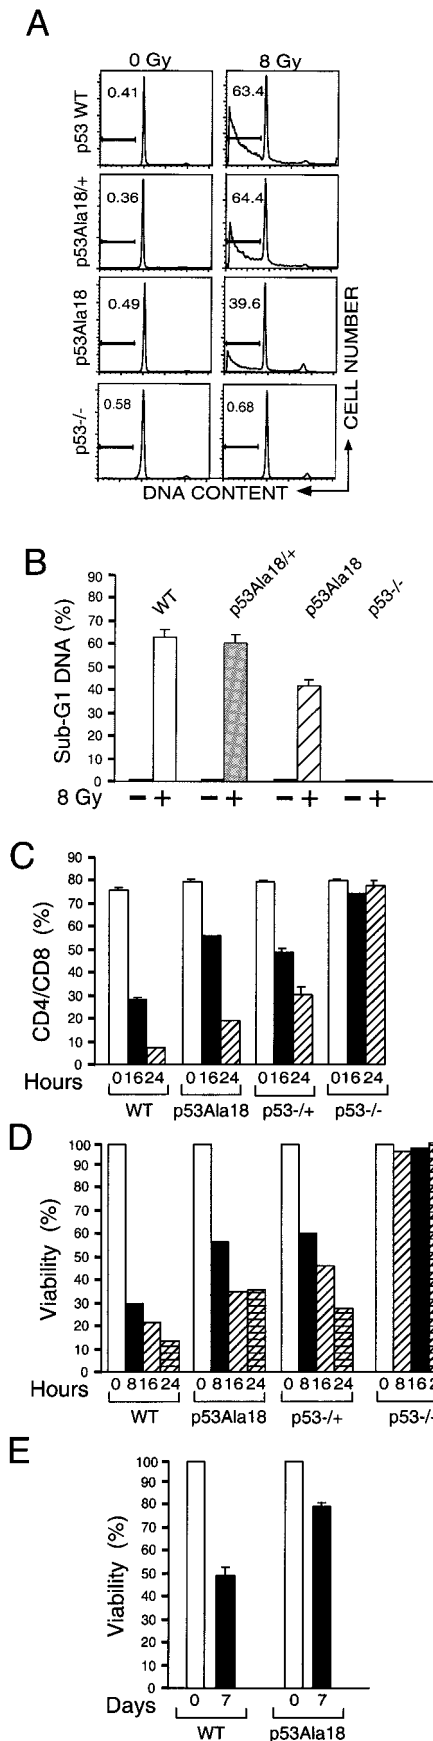 A
0 Gy 8 Gy
p53 WT
0.41 63.4
p53Ala18/+
0.36 64.4
p53Ala18
0.49 39.6
p53-/-
0.58 0.68
CELL NUMBER
DNA CONTENT
B
Sub-G1 DNA (%)
90
80
70
60
50
40
30
20
10
0
WT p53Ala18/+ p53Ala18 p53-/-
8 Gy - + - + - + - +
C
CD4/CD8 (%)
90
80
70
60
50
40
30
20
10
0
Hours 0 16 24 0 16 24 0 16 24 0 16 24
WT p53Ala18 p53-/+ p53-/-
D
Viability (%)
100
90
80
70
60
50
40
30
20
10
0
Hours 0 8 16 24 0 8 16 24 0 8 16 24 0 8 16 2
WT p53Ala18 p53-/+ p53-/-
E
Viability (%)
100
90
80
70
60
50
40
30
20
10
0
Days 0 7 0 7
WT p53Ala18